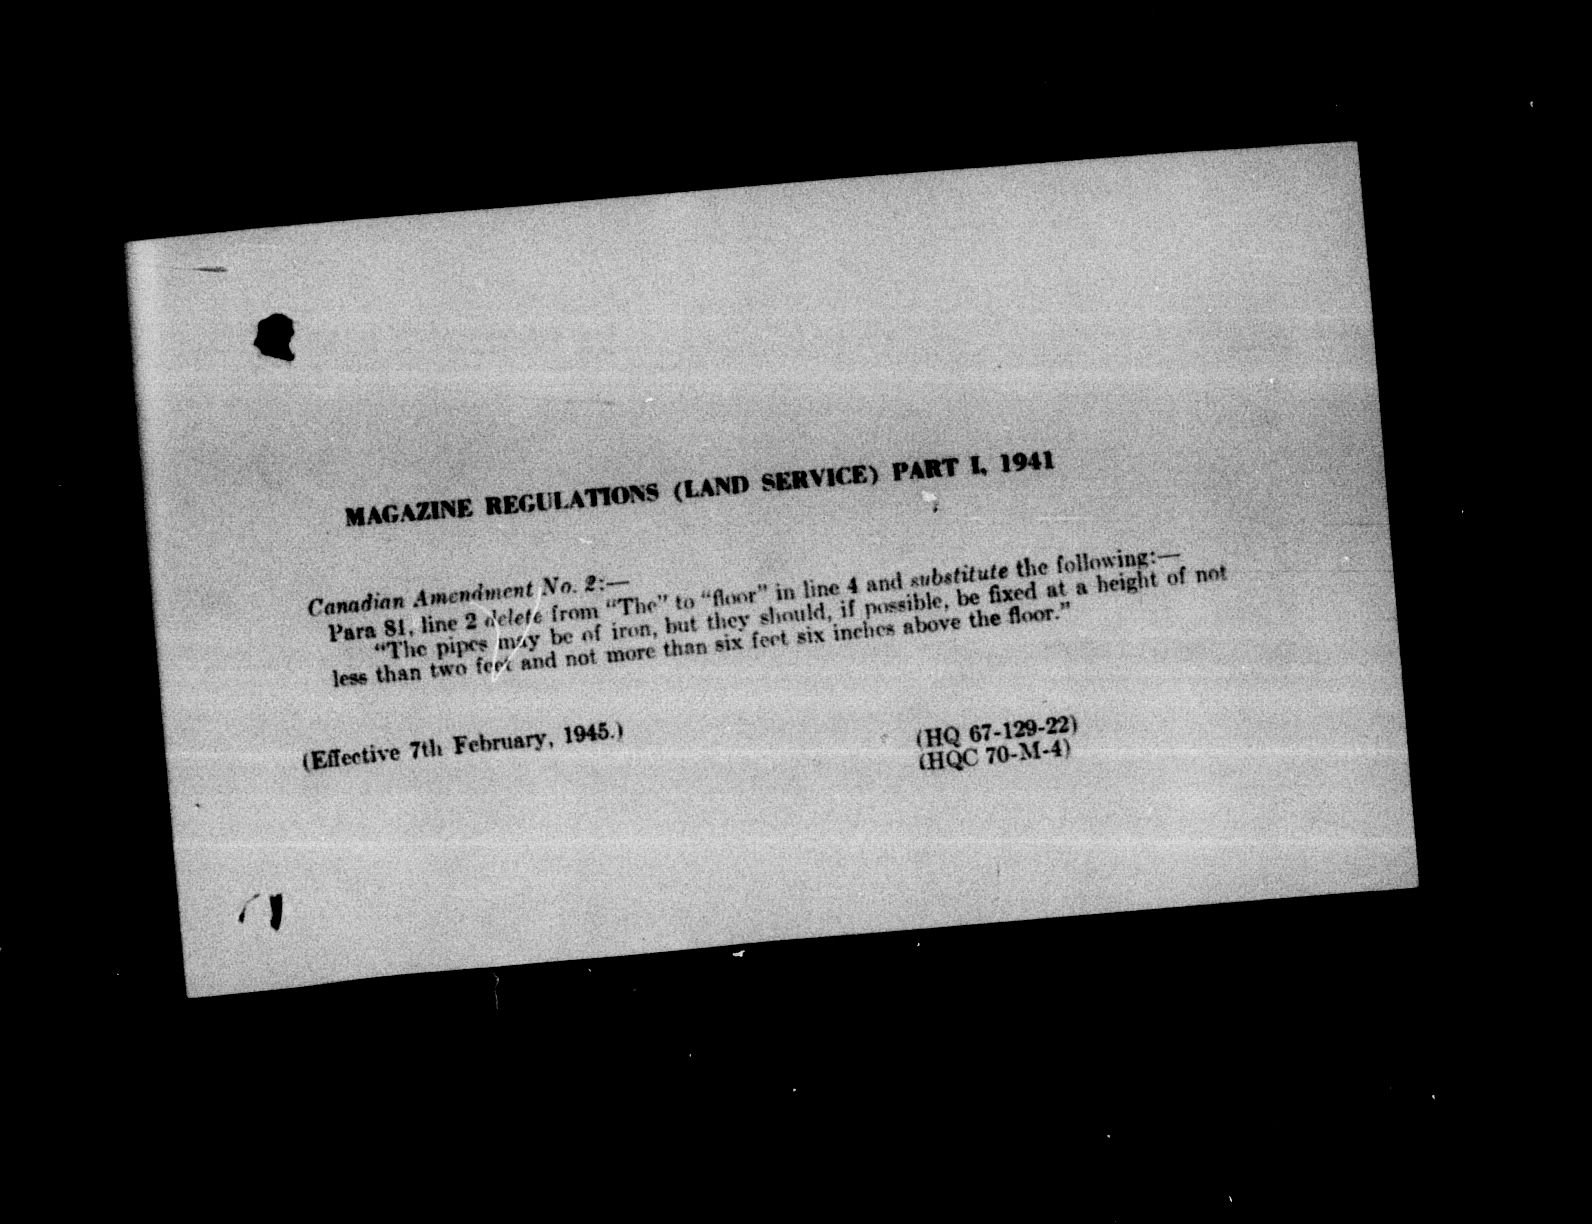 MAGAZINE REGULATIONS (LAND SERVICE) PART I, 1941
Canadian Amendment No. 2:—
Para 81, line 2 delete from “The” to “floor” in line 4 and substitute the following:—
“The pipes may be of iron, but they should, if possible, be fixed at a height of not
less than two feet and not more than six feet six inches above the floor.”
(Effective 7th February, 1945.)
(HQ 67-129-22)
(HQC 70-M-4)